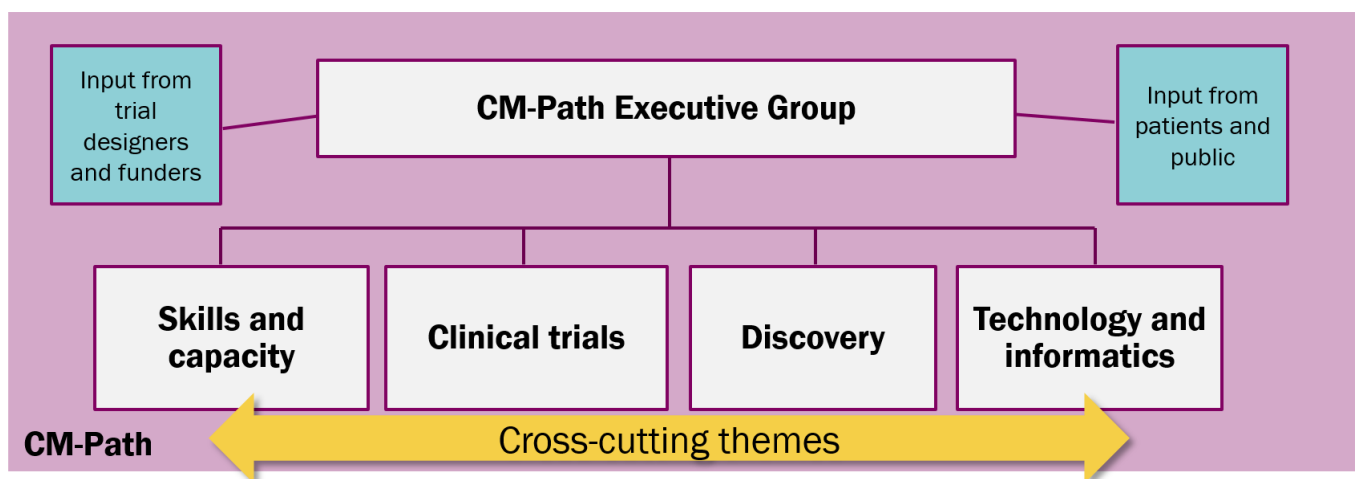 Input from
trial
designers
and funders
CM-Path Executive Group
Input from
patients and
public
Skills and
capacity
Clinical trials
Discovery
Technology and
informatics
CM-Path
Cross-cutting themes